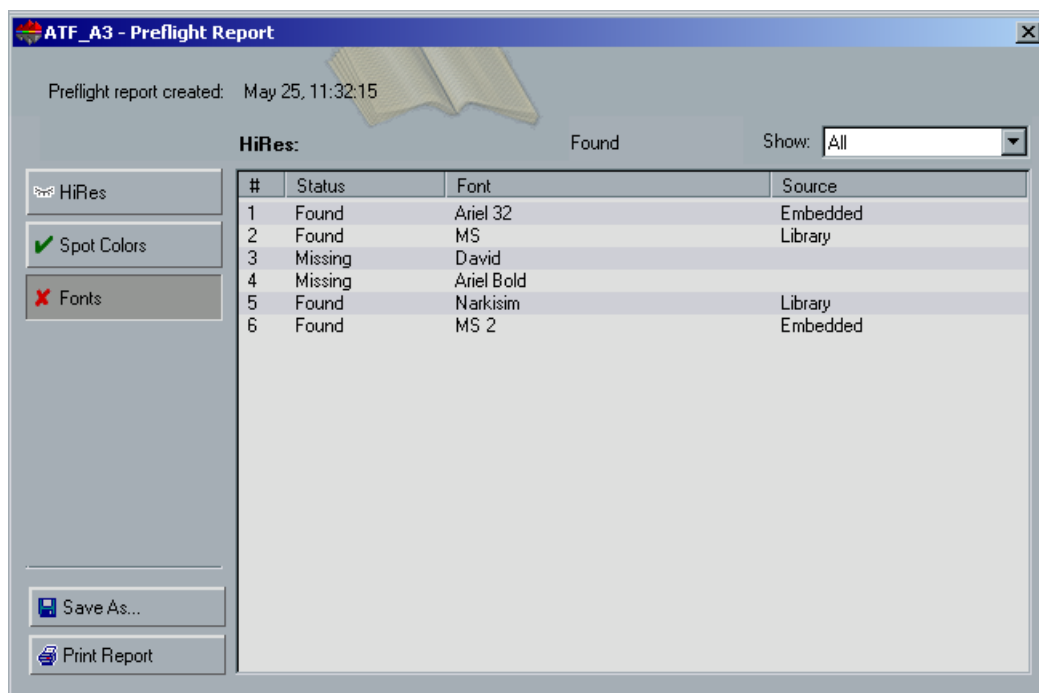 ATF_A3 - Preflight Report
Preflight report created: May 25, 11:32:15
HiRes: Found Show: All
HiRes
Spot Colors
Fonts
# Status Font Source
1 Found Ariel 32 Embedded
2 Found MS Library
3 Missing David
4 Missing Ariel Bold
5 Found Narkisim Library
6 Found MS 2 Embedded
Save As...
Print Report